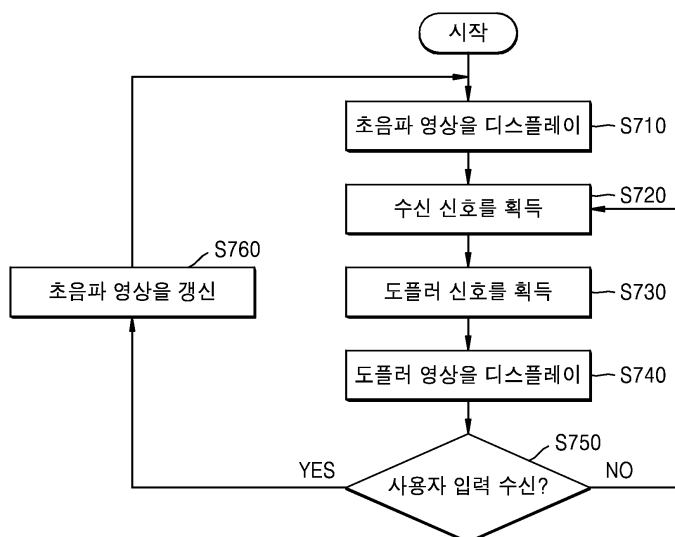 시작
초음파 영상을 디스플레이
S710
수신 신호를 획득
S720
S760
초음파 영상을 갱신
도플러 신호를 획득
S730
도플러 영상을 디스플레이
S740
S750
YES
사용자 입력 수신?
NO